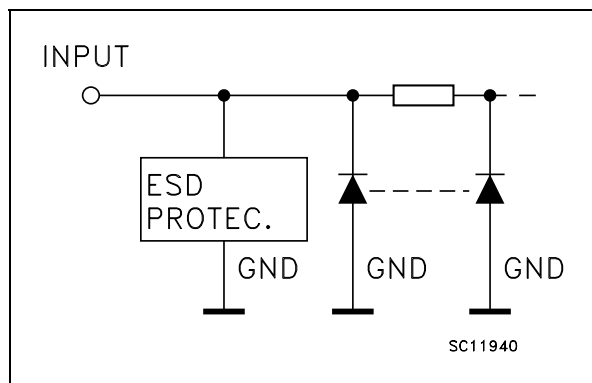 INPUT
ESD
PROTEC.
GND GND GND
SC11940